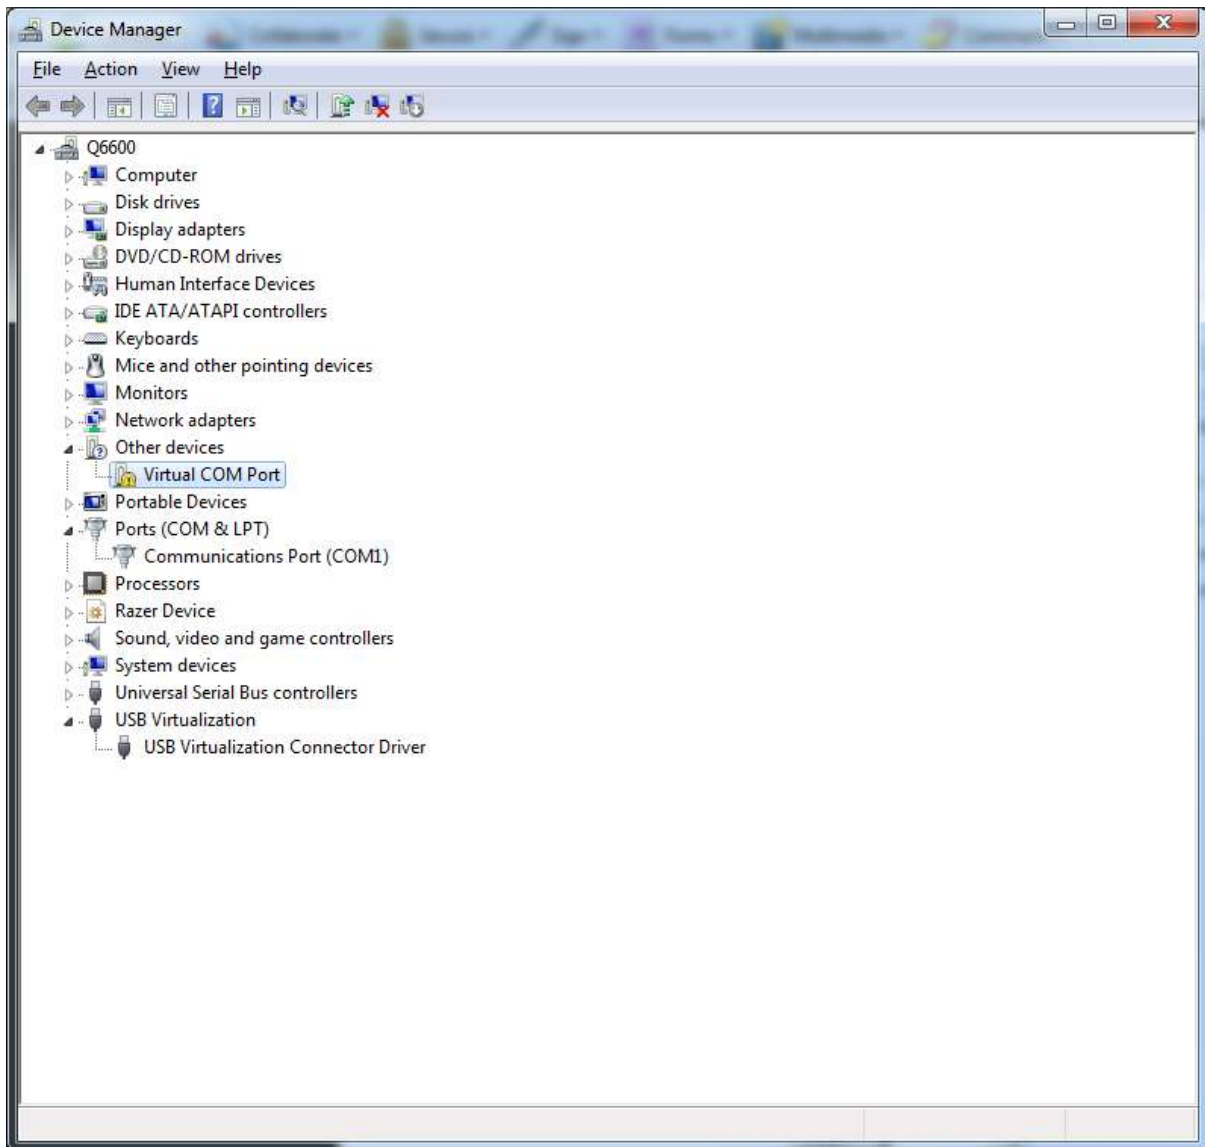 Device Manager
File Action View Help
Q6600
Computer
Disk drives
Display adapters
DVD/CD-ROM drives
Human Interface Devices
IDE ATA/ATAPI controllers
Keyboards
Mice and other pointing devices
Monitors
Network adapters
Other devices
Virtual COM Port
Portable Devices
Ports (COM & LPT)
Communications Port (COM1)
Processors
Razer Device
Sound, video and game controllers
System devices
Universal Serial Bus controllers
USB Virtualization
USB Virtualization Connector Driver